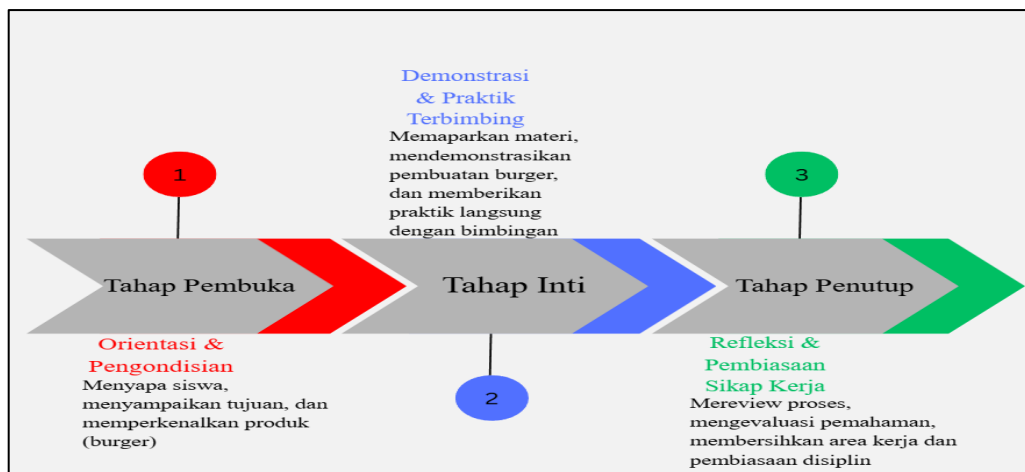 1
Tahap Pembuka
Orientasi &
Pengondisian
Menyapa siswa,
menyampaikan tujuan, dan
memperkenalkan produk
(burger)
Demonstrasi
& Praktik
Terbimbing
Memaparkan materi,
mendemonstrasikan
pembuatan burger,
dan memberikan
praktik langsung
dengan bimbingan
Tahap Inti
2
3
Tahap Penutup
Refleksi &
Pembiasaan
Sikap Kerja
Mereview proses,
mengevaluasi pemahaman,
membersihkan area kerja dan
pembiasaan disiplin